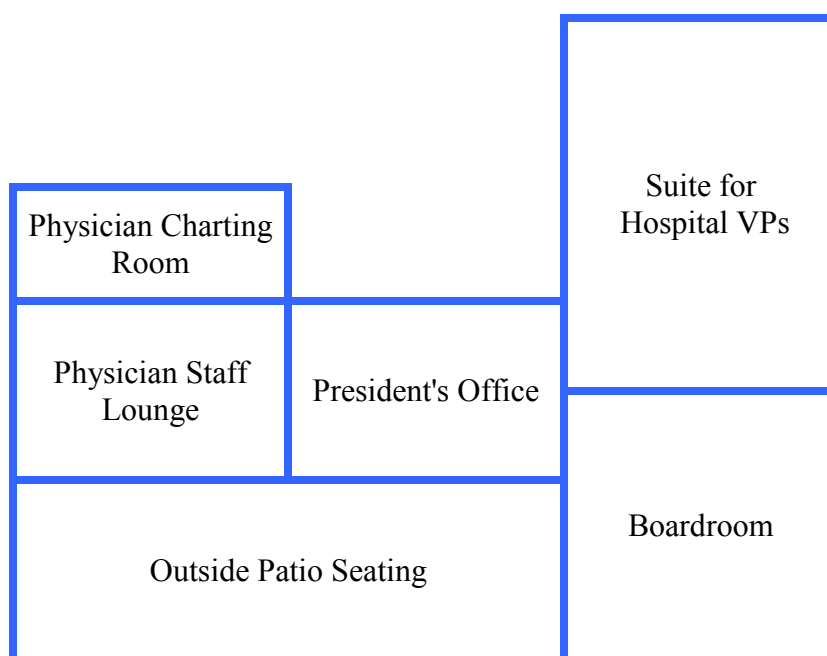 Suite for
Hospital VPs
Physician Charting
Room
Physician Staff
Lounge
President's Office
Boardroom
Outside Patio Seating